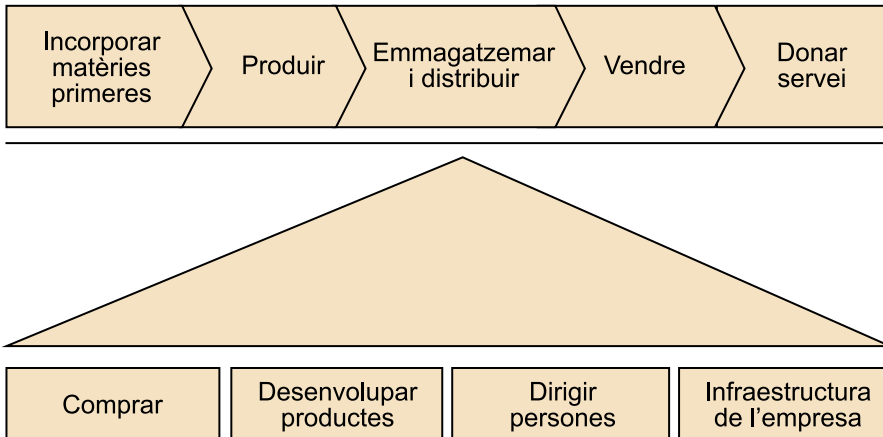 Incorporar
matèries
primeres
Produir
Emmagatzemar
i distribuir
Vendre
Donar
servei
Comprar
Desenvolupar
productes
Dirigir
persones
Infraestructura
de l’empresa